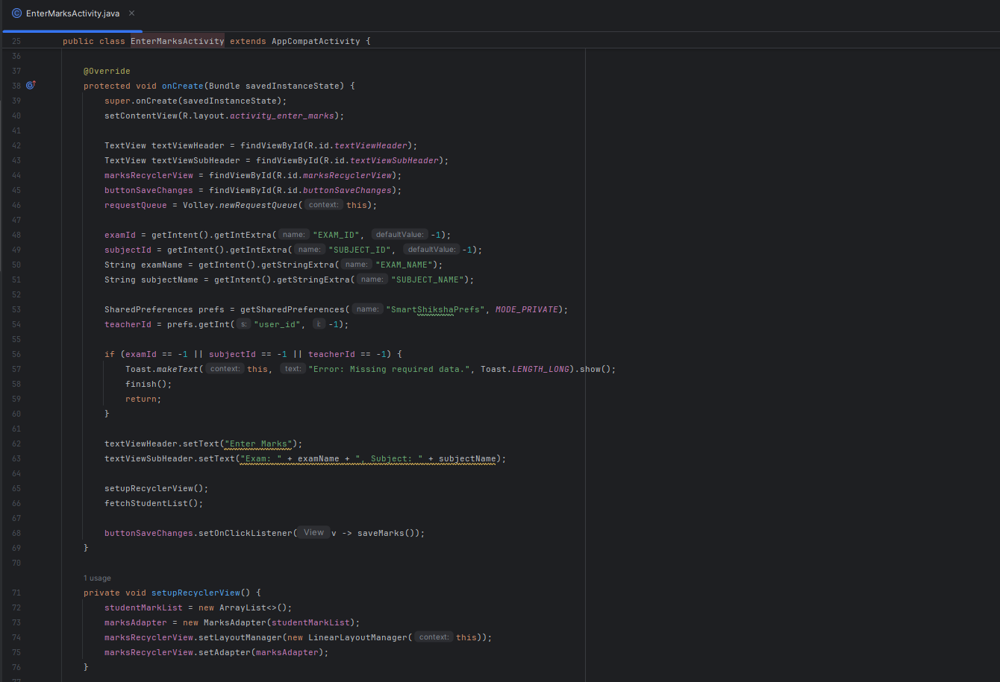 EnterMarksActivity.java
25 public class EnterMarksActivity extends AppCompatActivity {
36
37 @Override
38 protected void onCreate(Bundle savedInstanceState) {
39 super.onCreate(savedInstanceState);
40 setContentView(R.layout.activity_enter_marks);
41
42 TextView textViewHeader = findViewById(R.id.textViewHeader);
43 TextView textViewSubHeader = findViewById(R.id.textViewSubHeader);
44 marksRecyclerView = findViewById(R.id.marksRecyclerView);
45 buttonSaveChanges = findViewById(R.id.buttonSaveChanges);
46 requestQueue = Volley.newRequestQueue( context: this);
47
48 examId = getIntent().getIntExtra( name: "EXAM_ID", defaultValue: -1);
49 subjectId = getIntent().getIntExtra( name: "SUBJECT_ID", defaultValue: -1);
50 String examName = getIntent().getStringExtra( name: "EXAM_NAME");
51 String subjectName = getIntent().getStringExtra( name: "SUBJECT_NAME");
52
53 SharedPreferences prefs = getSharedPreferences( name: "SmartShikshaPrefs", MODE_PRIVATE);
54 teacherId = prefs.getInt( s: "user_id", i: -1);
55
56 if (examId == -1 || subjectId == -1 || teacherId == -1) {
57 Toast.makeText( context: this, text: "Error: Missing required data.", Toast.LENGTH_LONG).show();
58 finish();
59 return;
60 }
61
62 textViewHeader.setText("Enter Marks");
63 textViewSubHeader.setText("Exam: " + examName + ", Subject: " + subjectName);
64
65 setupRecyclerView();
66 fetchStudentList();
67
68 buttonSaveChanges.setOnClickListener( View v -> saveMarks());
69 }
70
1 usage
71 private void setupRecyclerView() {
72 studentMarkList = new ArrayList<>();
73 marksAdapter = new MarksAdapter(studentMarkList);
74 marksRecyclerView.setLayoutManager(new LinearLayoutManager( context: this));
75 marksRecyclerView.setAdapter(marksAdapter);
76 }